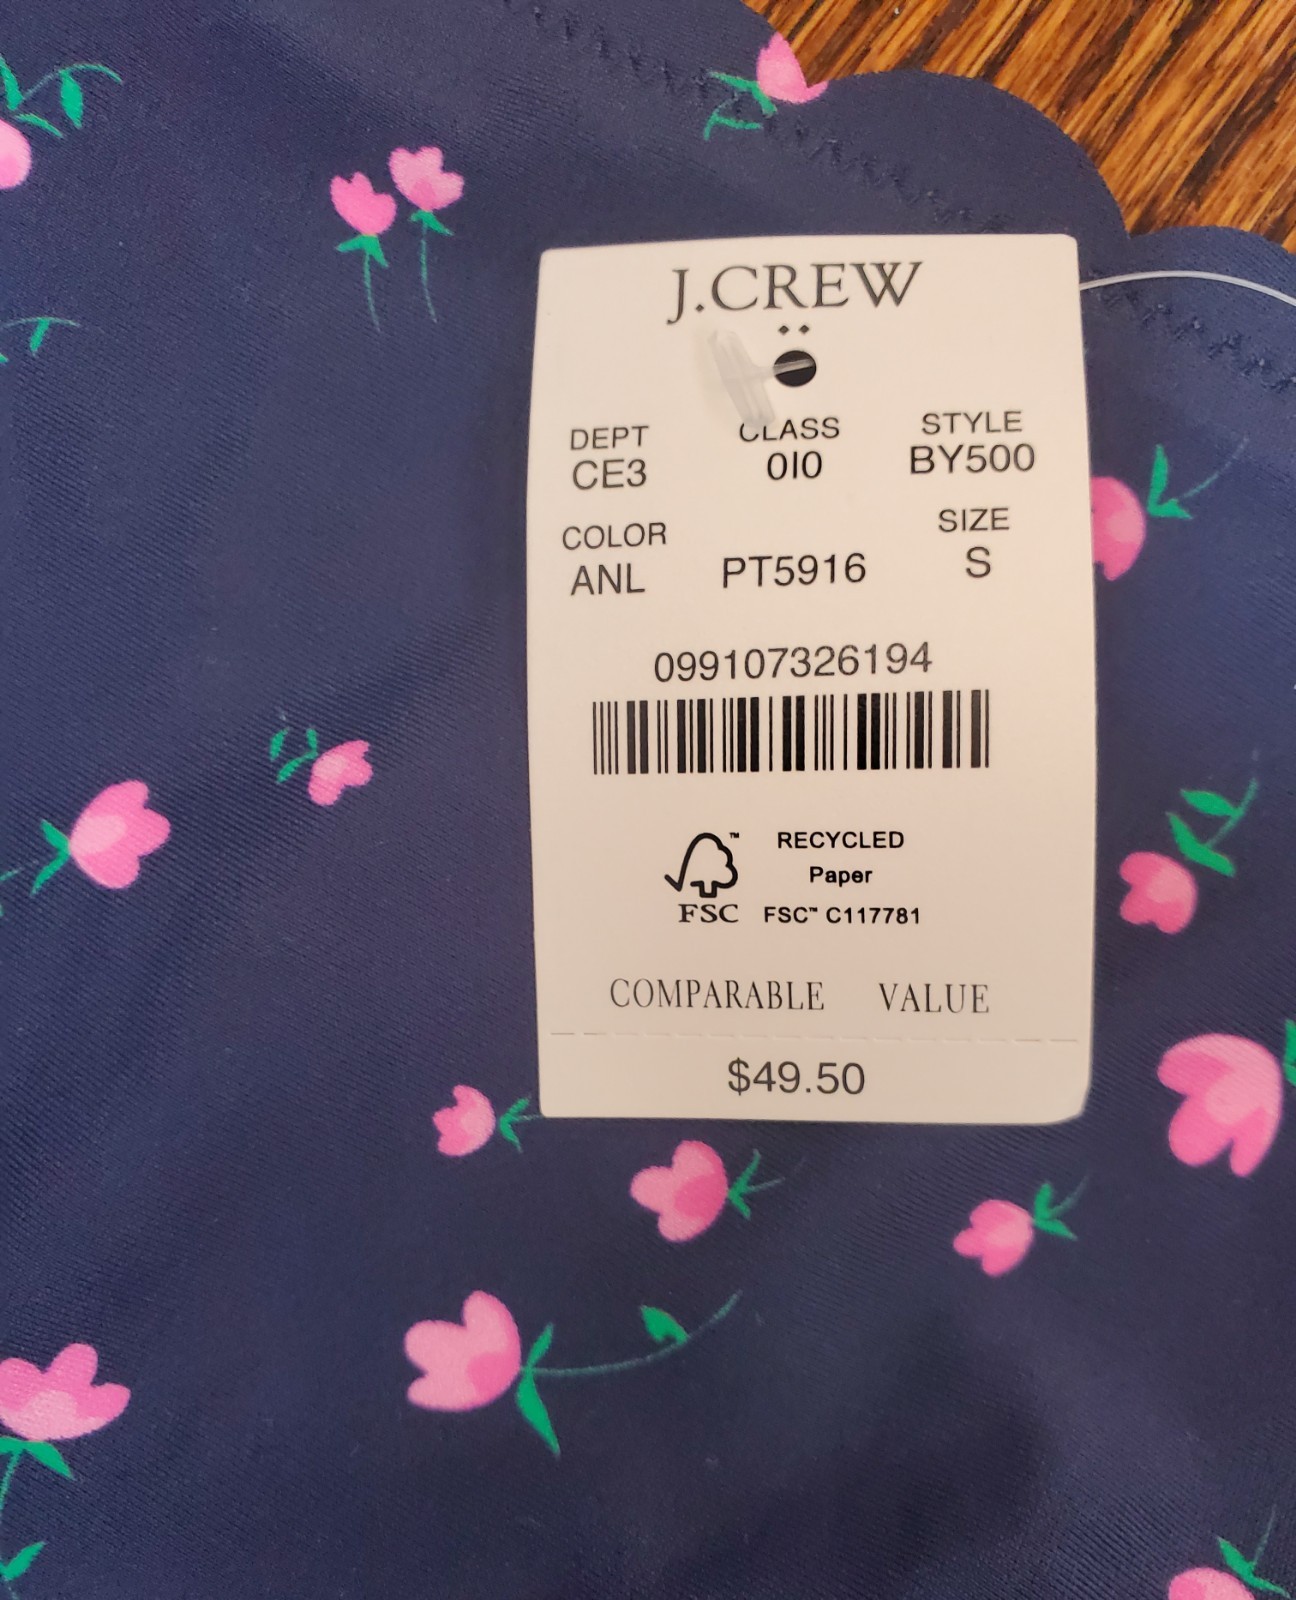 J.CREW
DEPT CLASS STYLE
CE3 010 BY500
COLOR SIZE
ANL PT5916 S
099107326194
RECYCLED
Paper
FSC FSC™ C117781
COMPARABLE VALUE
$49.50